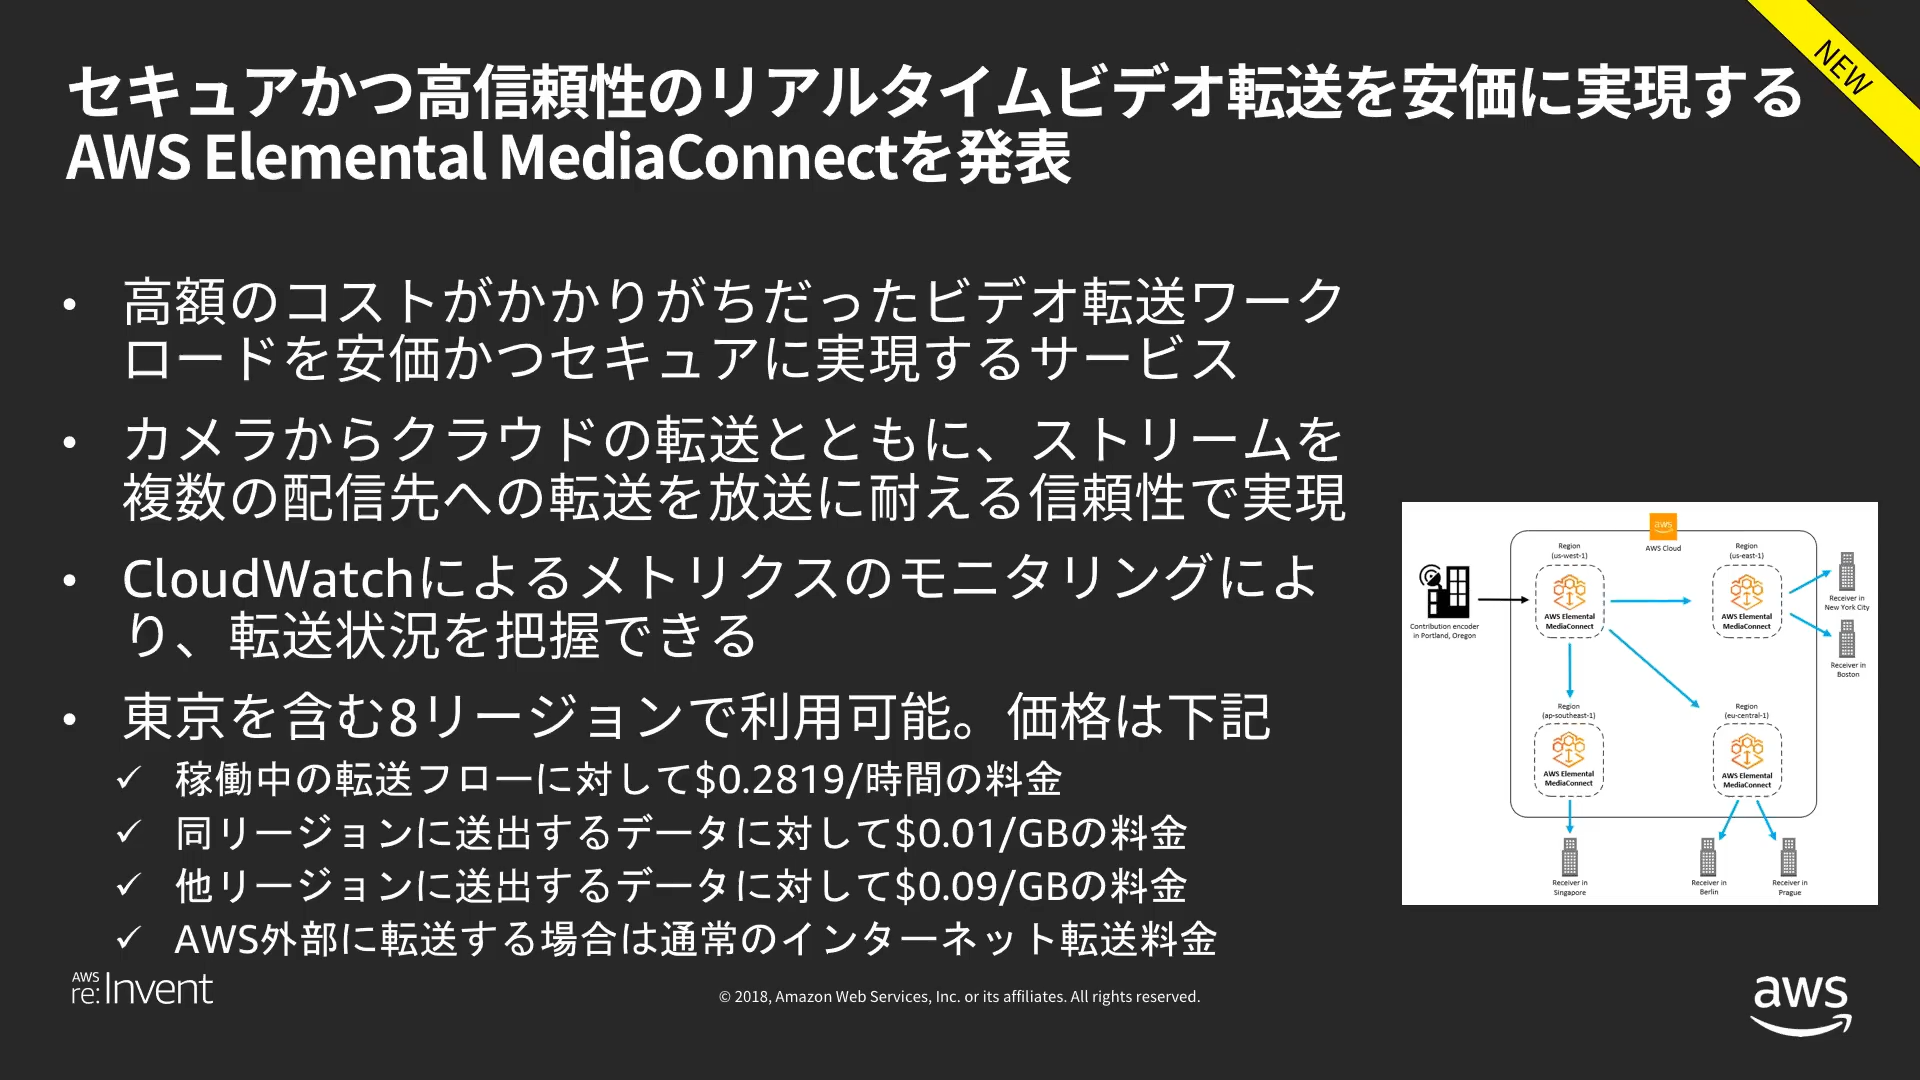 NEW
セキュアかつ高信頼性のリアルタイムビデオ転送を安価に実現する
AWS Elemental MediaConnectを発表
• 高額のコストがかかりがちだったビデオ転送ワーク
ロードを安価かつセキュアに実現するサービス
• カメラからクラウドの転送とともに、ストリームを
複数の配信先への転送を放送に耐える信頼性で実現
• CloudWatchによるメトリクスのモニタリングによ
り、転送状況を把握できる
• 東京を含む8リージョンで利用可能。価格は下記
✓ 稼働中の転送フローに対して$0.2819/時間の料金
✓ 同リージョンに送出するデータに対して$0.01/GBの料金
✓ 他リージョンに送出するデータに対して$0.09/GBの料金
✓ AWS外部に転送する場合は通常のインターネット転送料金
aws
AWS Cloud
Region
(us-west-1)
AWS Elemental
MediaConnect
Region
(us-east-1)
AWS Elemental
MediaConnect
Contribution encoder
in Portland, Oregon
Receiver in
New York City
Receiver in
Boston
Region
(ap-southeast-1)
AWS Elemental
MediaConnect
Region
(eu-central-1)
AWS Elemental
MediaConnect
Receiver in
Singapore
Receiver in
Berlin
Receiver in
Prague
AWS
re:Invent
© 2018, Amazon Web Services, Inc. or its affiliates. All rights reserved.
aws